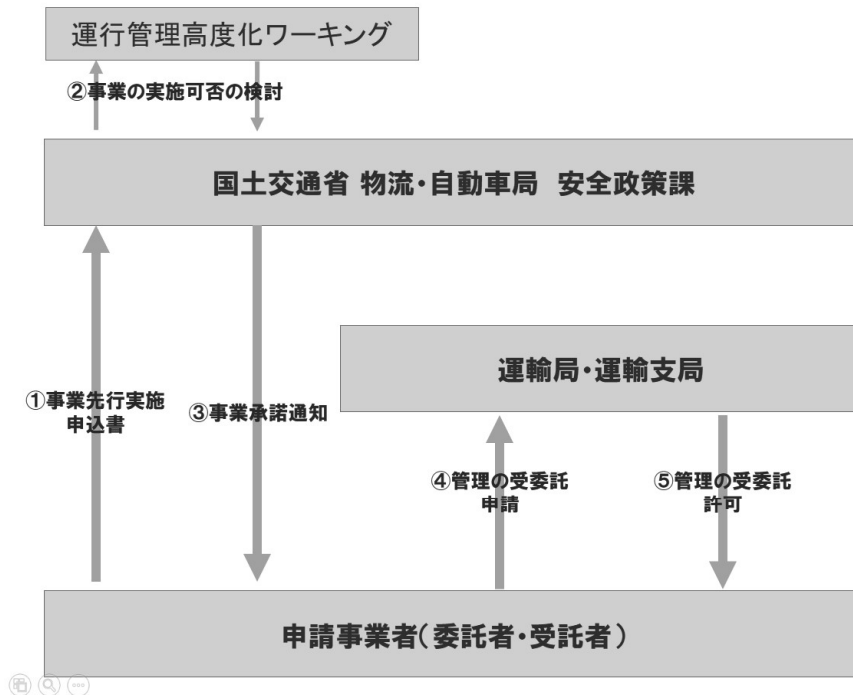 運行管理高度化ワーキング
②事業の実施可否の検討
国土交通省 物流・自動車局 安全政策課
運輸局・運輸支局
①事業先行実施
申込書
③事業承諾通知
④管理の受委託
申請
⑤管理の受委託
許可
申請事業者(委託者・受託者)